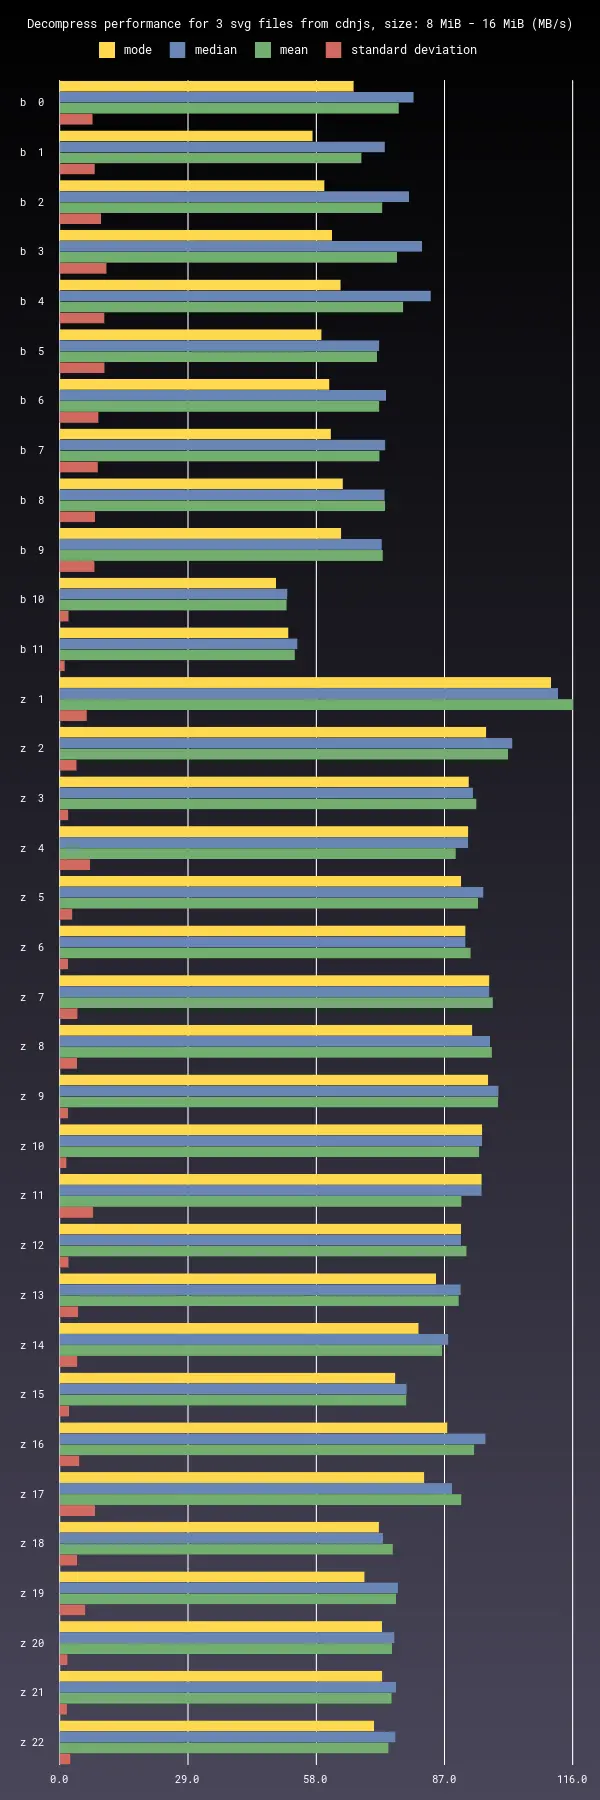 Decompress performance for 3 svg files from cdnjs, size: 8 MiB - 16 MiB (MB/s)
mode median mean standard deviation
b 0
b 1
b 2
b 3
b 4
b 5
b 6
b 7
b 8
b 9
b 10
b 11
z 1
z 2
z 3
z 4
z 5
z 6
z 7
z 8
z 9
z 10
z 11
z 12
z 13
z 14
z 15
z 16
z 17
z 18
z 19
z 20
z 21
z 22
0.0 29.0 58.0 87.0 116.0